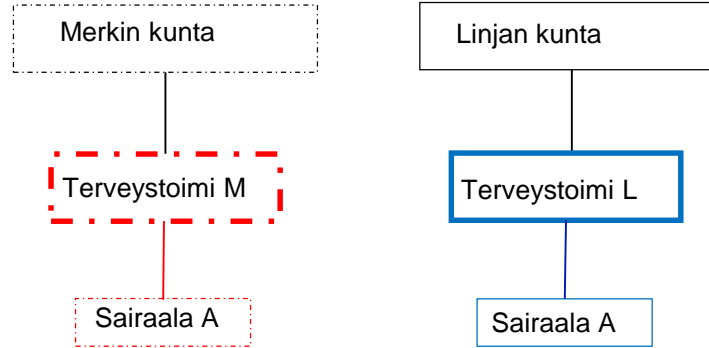 Merkin kunta
Linjan kunta
Terveystoimi M
Terveystoimi L
Sairaala A
Sairaala A